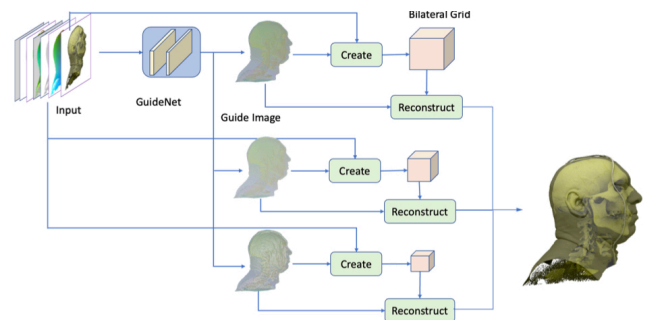 Bilateral Grid
Create
Input
GuideNet
Guide Image
Reconstruct
Create
Reconstruct
Create
Reconstruct